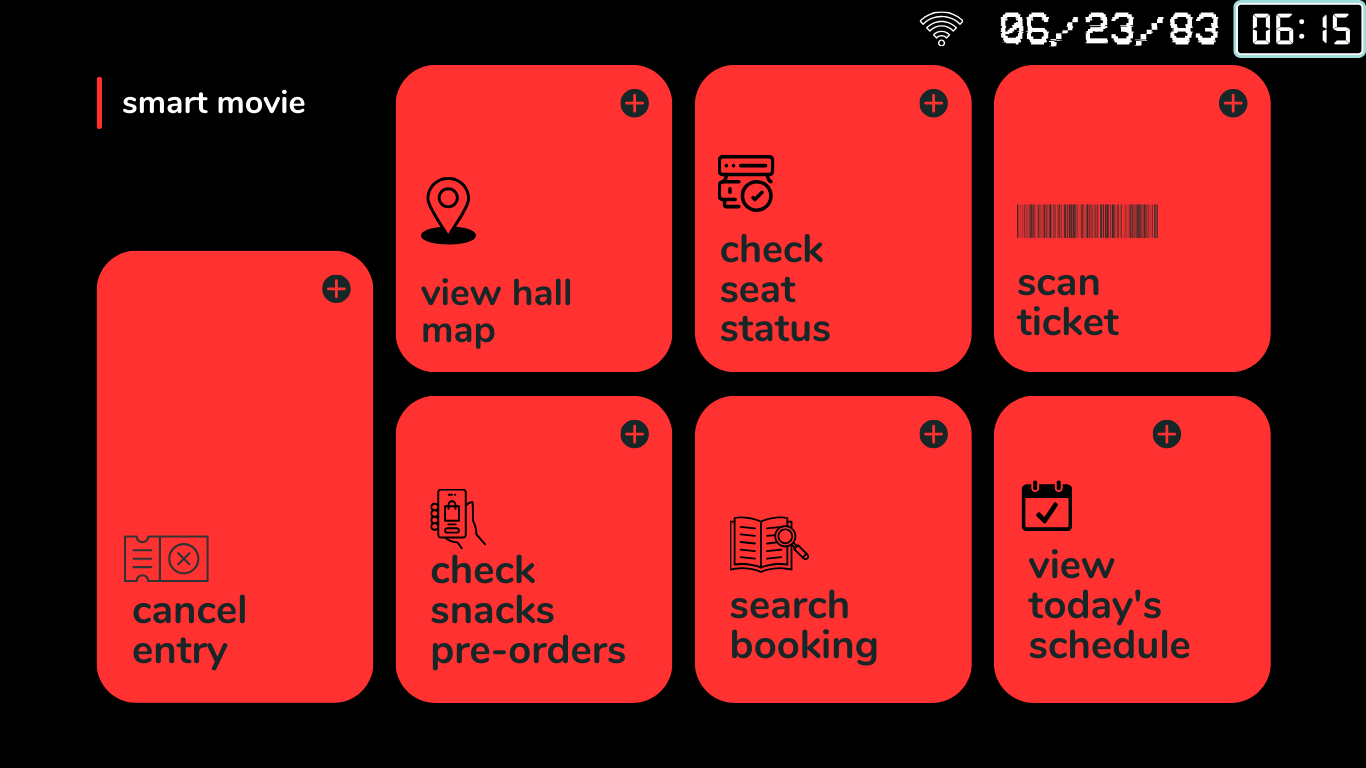 06/23/83
06:15
smart movie
view hall
map
check
seat
status
scan
ticket
cancel
entry
check
snacks
pre-orders
search
booking
view
today's
schedule